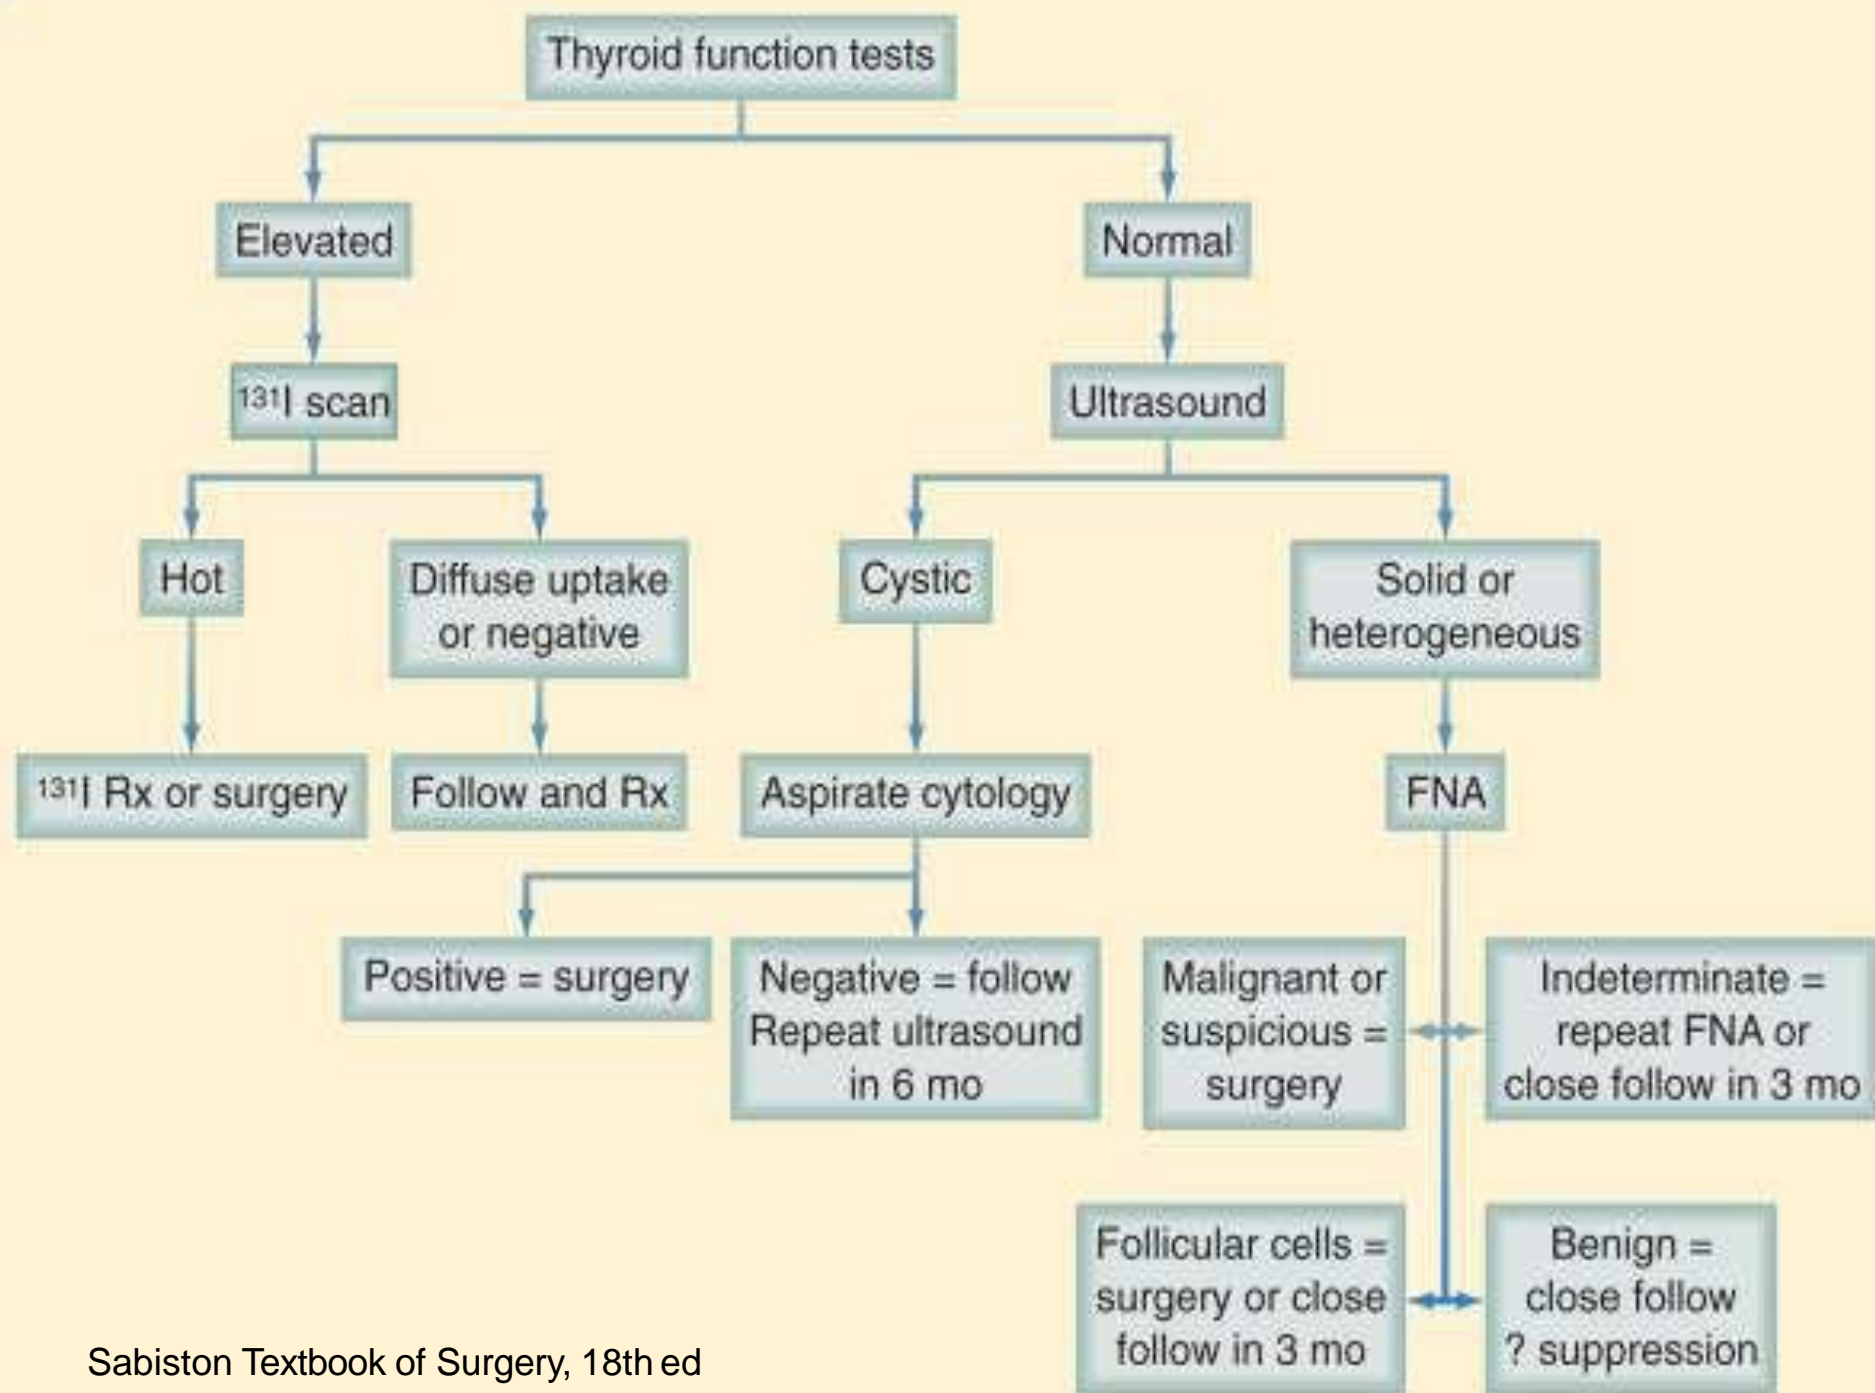 Thyroid function tests
Elevated
Normal
¹³¹I scan
Ultrasound
Hot
Diffuse uptake
or negative
Cystic
Solid or
heterogeneous
¹³¹I Rx or surgery
Follow and Rx
Aspirate cytology
FNA
Positive = surgery
Negative = follow
Repeat ultrasound
in 6 mo
Malignant or
suspicious =
surgery
Indeterminate =
repeat FNA or
close follow in 3 mo
Follicular cells =
surgery or close
follow in 3 mo
Benign =
close follow
? suppression
Sabiston Textbook of Surgery, 18th ed